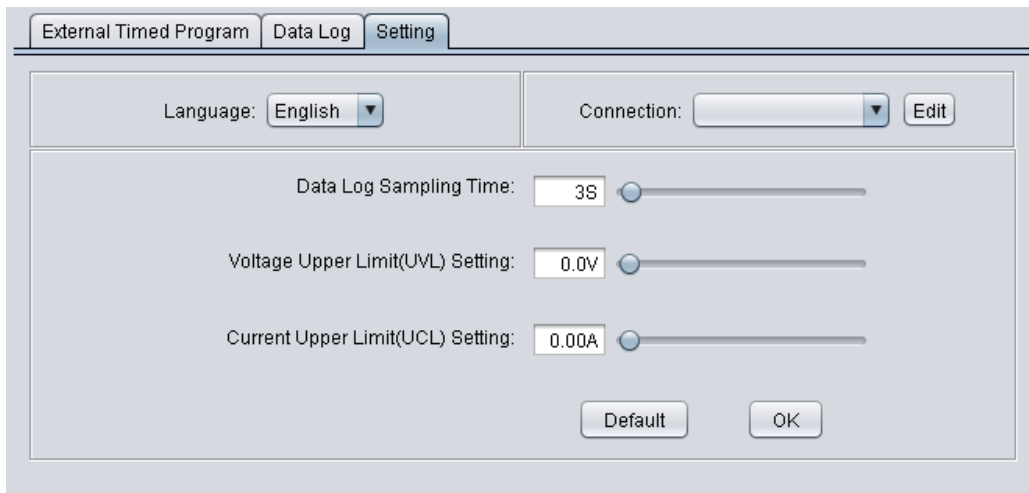 External Timed Program Data Log Setting
Language: English Connection: Edit
Data Log Sampling Time: 3S
Voltage Upper Limit(UVL) Setting: 0.0V
Current Upper Limit(UCL) Setting: 0.00A
Default OK